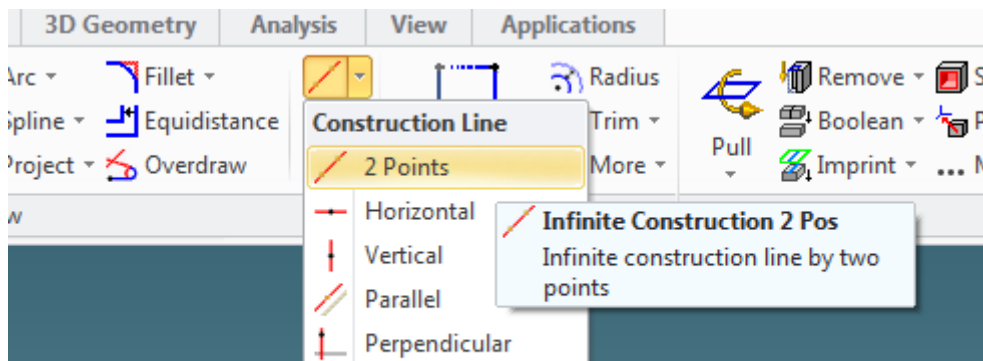 3D Geometry Analysis View Applications
Arc Fillet Radius Remove
Spline Equidistance Construction Line Trim Pull Boolean
Project Overdraw 2 Points More Imprint
Horizontal
Infinite Construction 2 Pos
Vertical
Infinite construction line by two
points
Parallel
Perpendicular